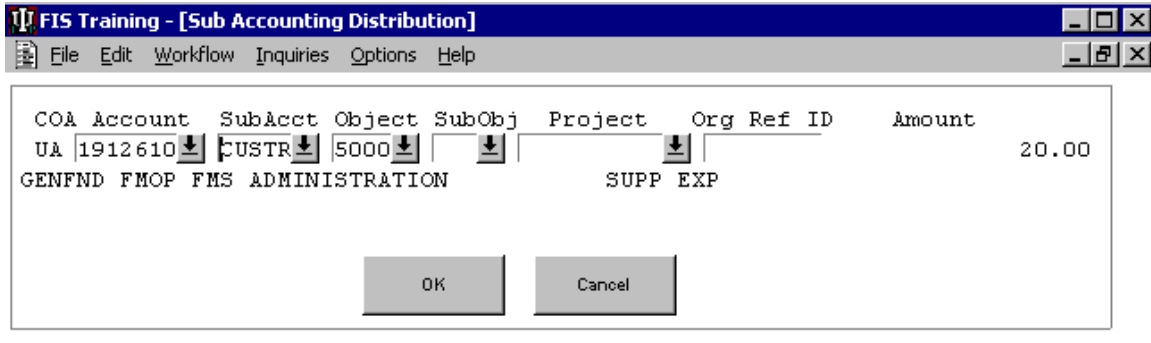 FIS Training - [Sub Accounting Distribution]
File Edit Workflow Inquiries Options Help
COA Account SubAcct Object SubObj Project Org Ref ID Amount
UA 1912610 CUSTR 5000 20.00
GENFND FMOP FMS ADMINISTRATION SUPP EXP
OK Cancel